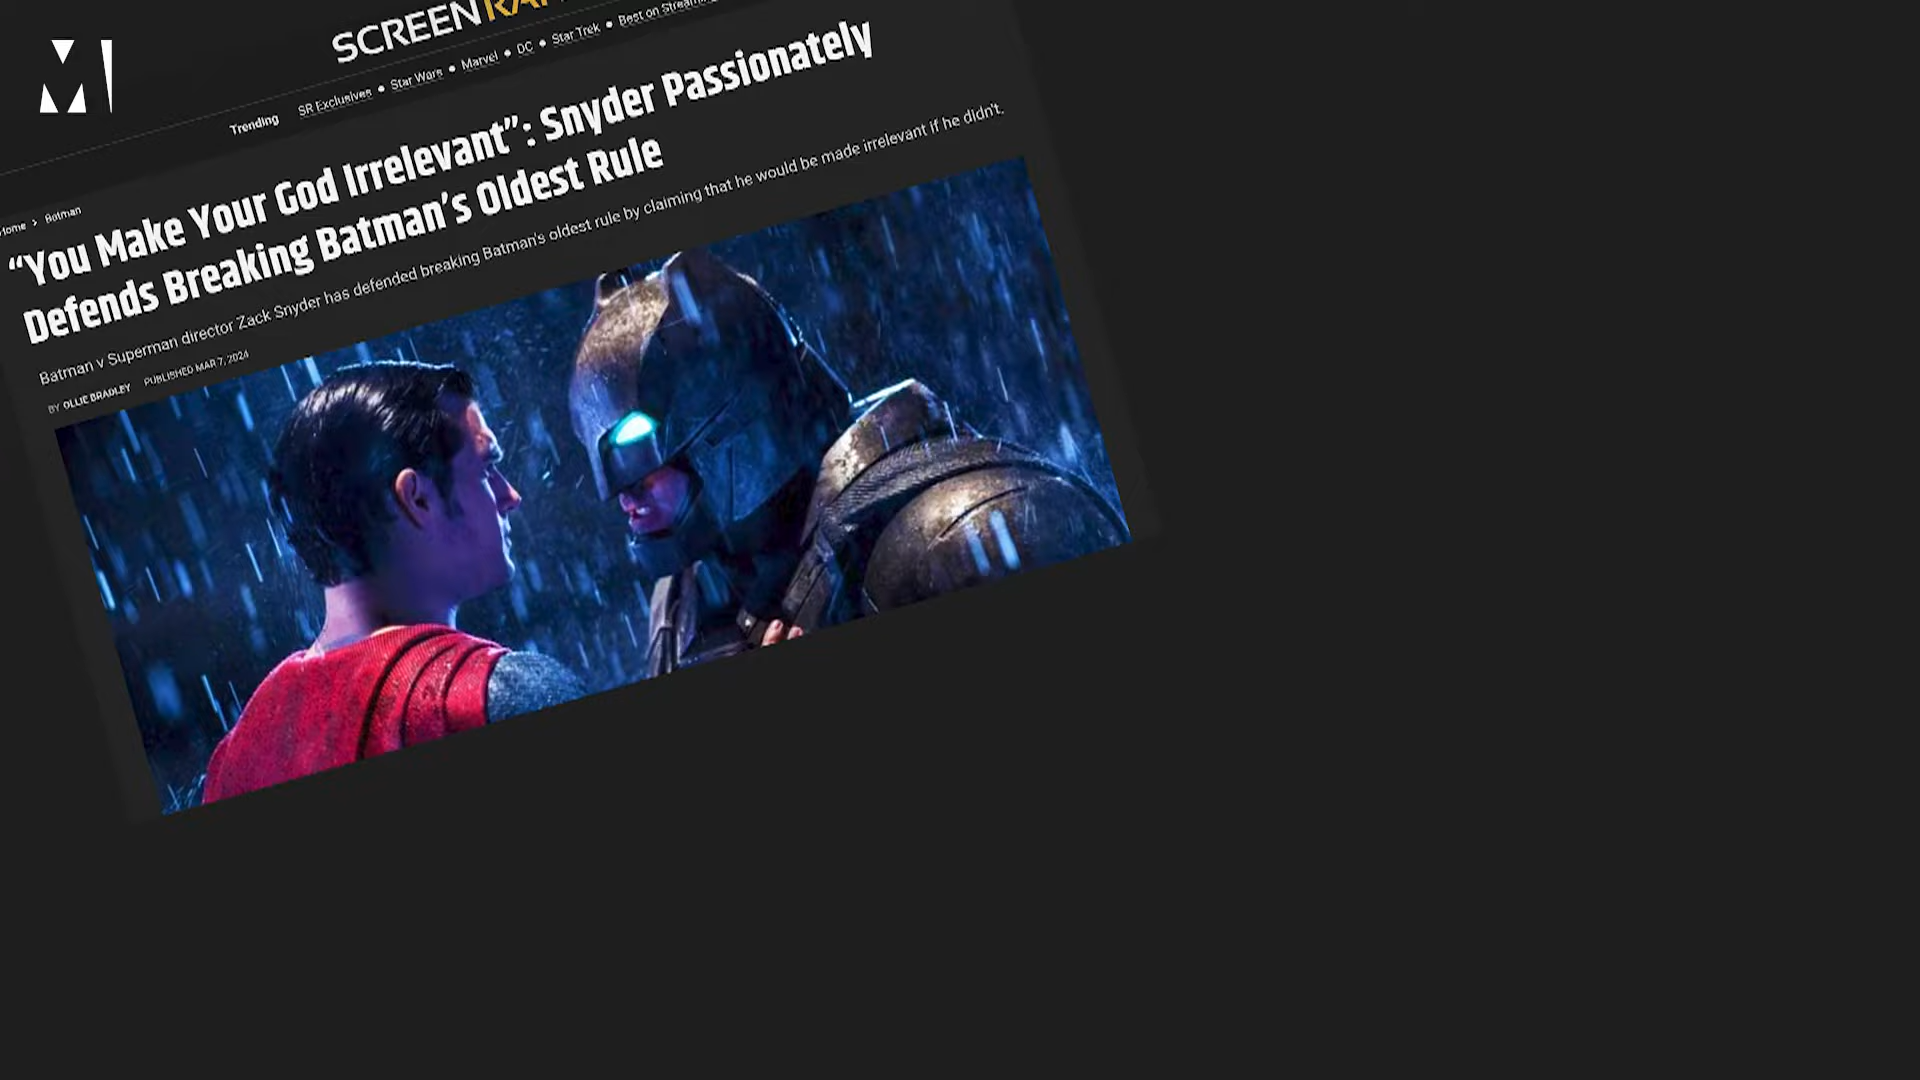 SCREEN
Trending SR Exclusives • Star Wars • Marvel • DC • Star Trek • Best on
Home > Batman
“You Make Your God Irrelevant”: Snyder Passionately
Defends Breaking Batman’s Oldest Rule
Batman v Superman director Zack Snyder has defended breaking Batman's oldest rule by claiming that he would be made irrelevant if he didn't.
BY OLLIE BRADLEY PUBLISHED MAR 7, 2024